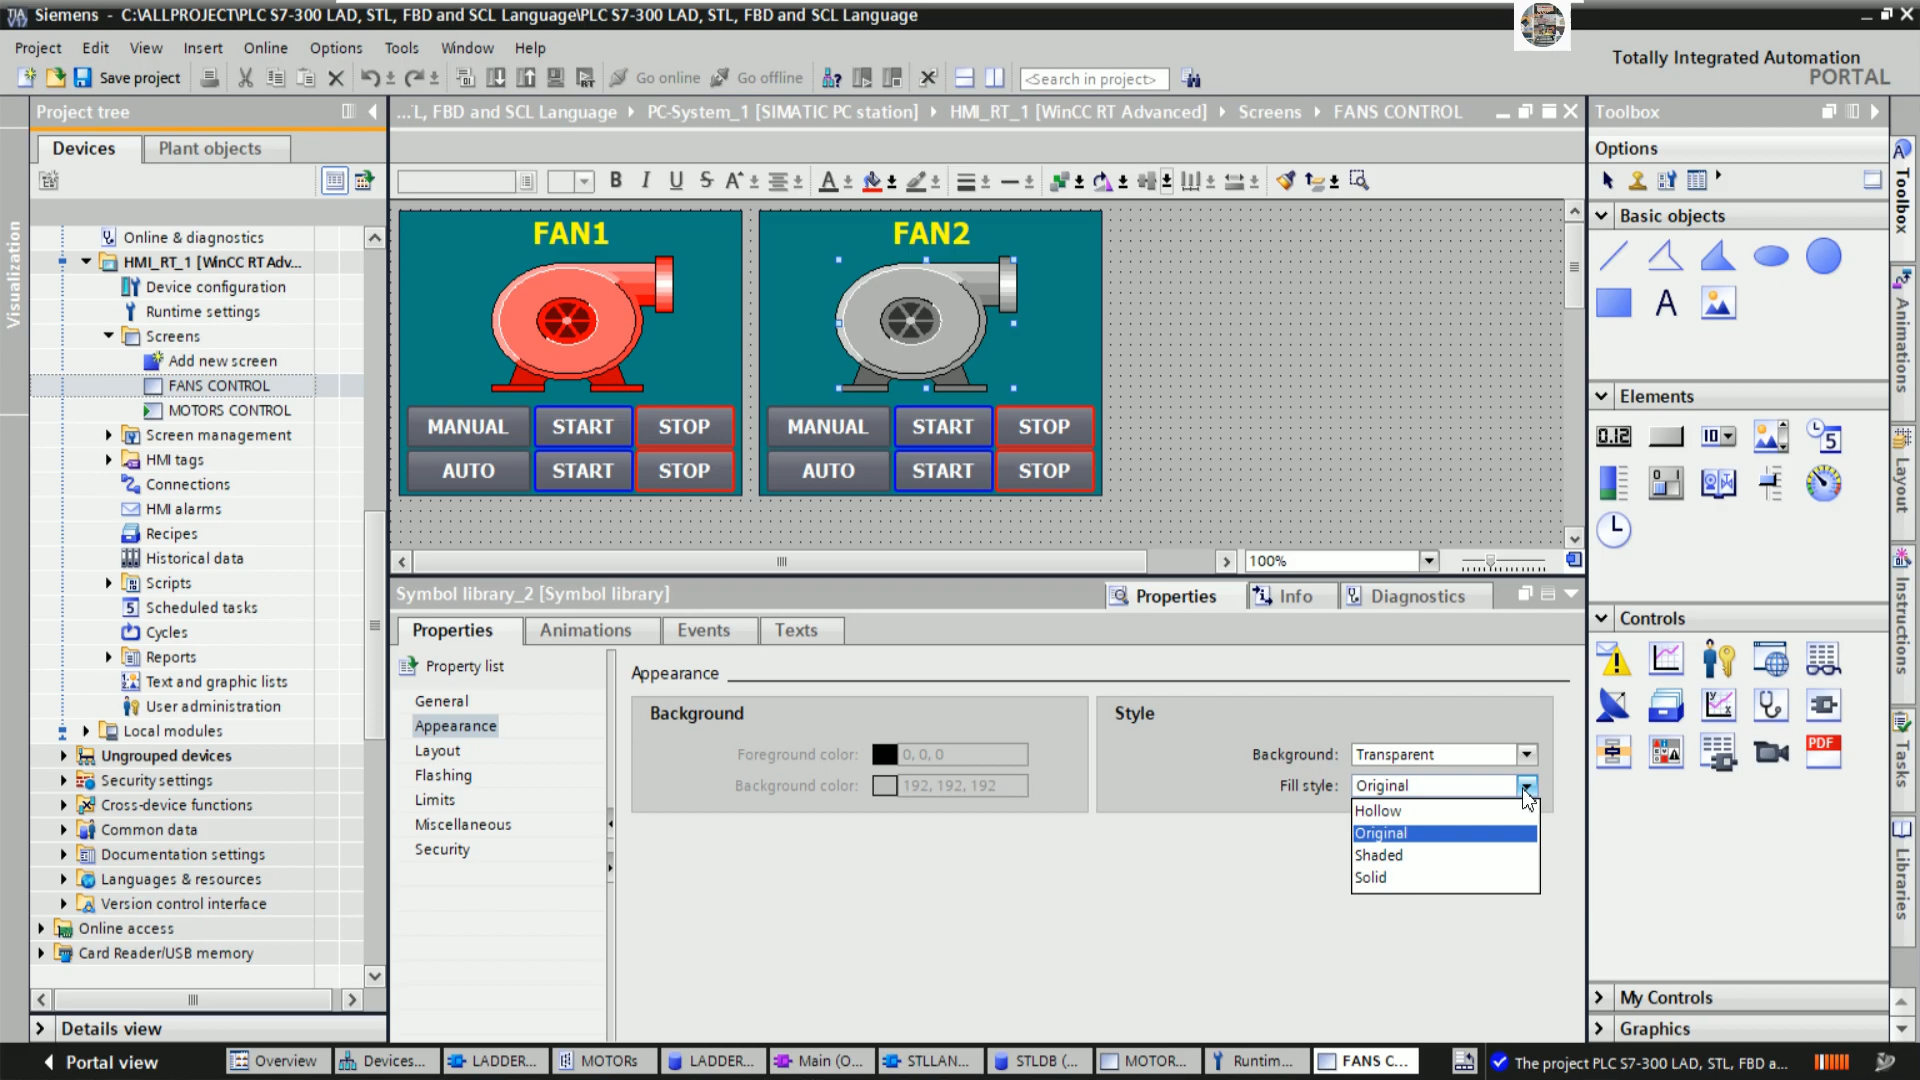 Siemens - C:\ALLPROJECT\PLC S7-300 LAD, STL, FBD and SCL Language\PLC S7-300 LAD, STL, FBD and SCL Language
Project Edit View Insert Online Options Tools Window Help
Totally Integrated Automation
PORTAL
Save project Go online Go offline <Search in project>
Project tree
...L, FBD and SCL Language PC-System_1 [SIMATIC PC station] HMI_RT_1 [WinCC RT Advanced] Screens FANS CONTROL
Toolbox
Devices Plant objects
Options
Visualization
Online & diagnostics
HMI_RT_1 [WinCC RT Adv...
Device configuration
Runtime settings
Screens
Add new screen
FANS CONTROL
MOTORS CONTROL
Screen management
HMI tags
Connections
HMI alarms
Recipes
Historical data
Scripts
Scheduled tasks
Cycles
Reports
Text and graphic lists
User administration
Local modules
Ungrouped devices
Security settings
Cross-device functions
Common data
Documentation settings
Languages & resources
Version control interface
Online access
Card Reader/USB memory
Details view
B I U S A A
FAN1 FAN2
MANUAL START STOP MANUAL START STOP
AUTO START STOP AUTO START STOP
100%
Symbol library_2 [Symbol library]
Properties Info Diagnostics
Properties Animations Events Texts
Property list
General
Appearance
Layout
Flashing
Limits
Miscellaneous
Security
Appearance
Background
Foreground color: 0, 0, 0
Background color: 192, 192, 192
Style
Background: Transparent
Fill style: Original
Hollow
Original
Shaded
Solid
Basic objects
A
Elements
0.12 10 5
Controls
PDF
My Controls
Graphics
Toolbox
Animations
Layout
Instructions
Tasks
Libraries
Portal view Overview Devices... LADDER... MOTORs LADDER... Main (O... STLLAN... STLDB (... MOTOR... Runtim... FANS C... The project PLC S7-300 LAD, STL, FBD a...